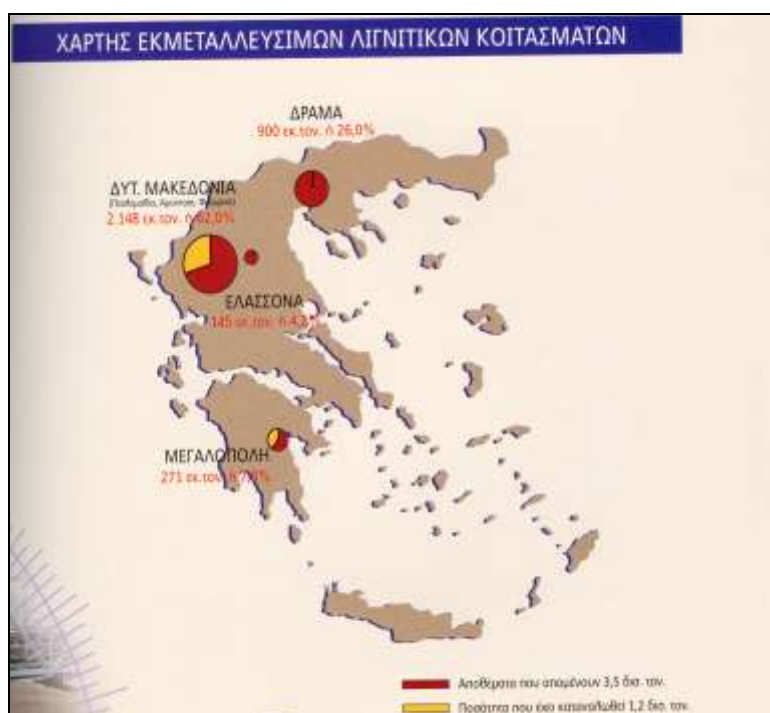 ΧΑΡΤΗΣ ΕΚΜΕΤΑΛΛΕΥΣΙΜΩΝ ΛΙΓΝΙΤΙΚΩΝ ΚΟΙΤΑΣΜΑΤΩΝ
ΔΡΑΜΑ
900 εκ.τον. ή 26,0%
ΔΥΤ. ΜΑΚΕΔΟΝΙΑ
2.148 εκ.τον. ή 62,0%
ΕΛΑΣΣΟΝΑ
145 εκ.τον. ή
ΜΕΓΑΛΟΠΟΛΗ
271 εκ.τον.
Αποθέματα που απομένουν 3,5 δισ. τον.
Ποσότητα που έχει καταναλωθεί 1,2 δισ. τον.